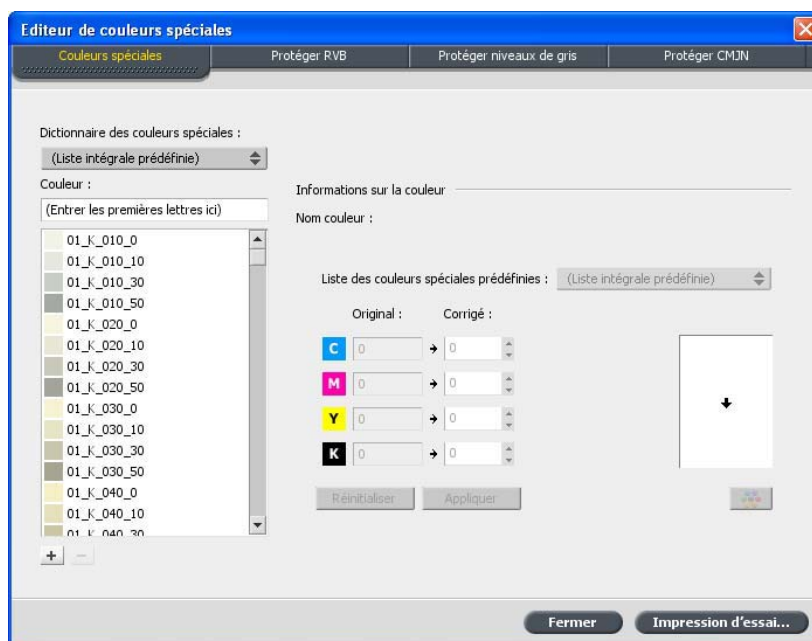 Editeur de couleurs spéciales
Couleurs spéciales
Protéger RVB
Protéger niveaux de gris
Protéger CMJN
Dictionnaire des couleurs spéciales :
(Liste intégrale prédéfinie)
Couleur :
(Entrer les premières lettres ici)
01_K_010_0
01_K_010_10
01_K_010_30
01_K_010_50
01_K_020_0
01_K_020_10
01_K_020_30
01_K_020_50
01_K_030_0
01_K_030_10
01_K_030_30
01_K_030_50
01_K_040_0
01_K_040_10
01_K_040_30
Informations sur la couleur
Nom couleur :
Liste des couleurs spéciales prédéfinies : (Liste intégrale prédéfinie)
Original : Corrigé :
C 0 0
M 0 0
Y 0 0
K 0 0
Réinitialiser Appliquer
Fermer Impression d'essai...